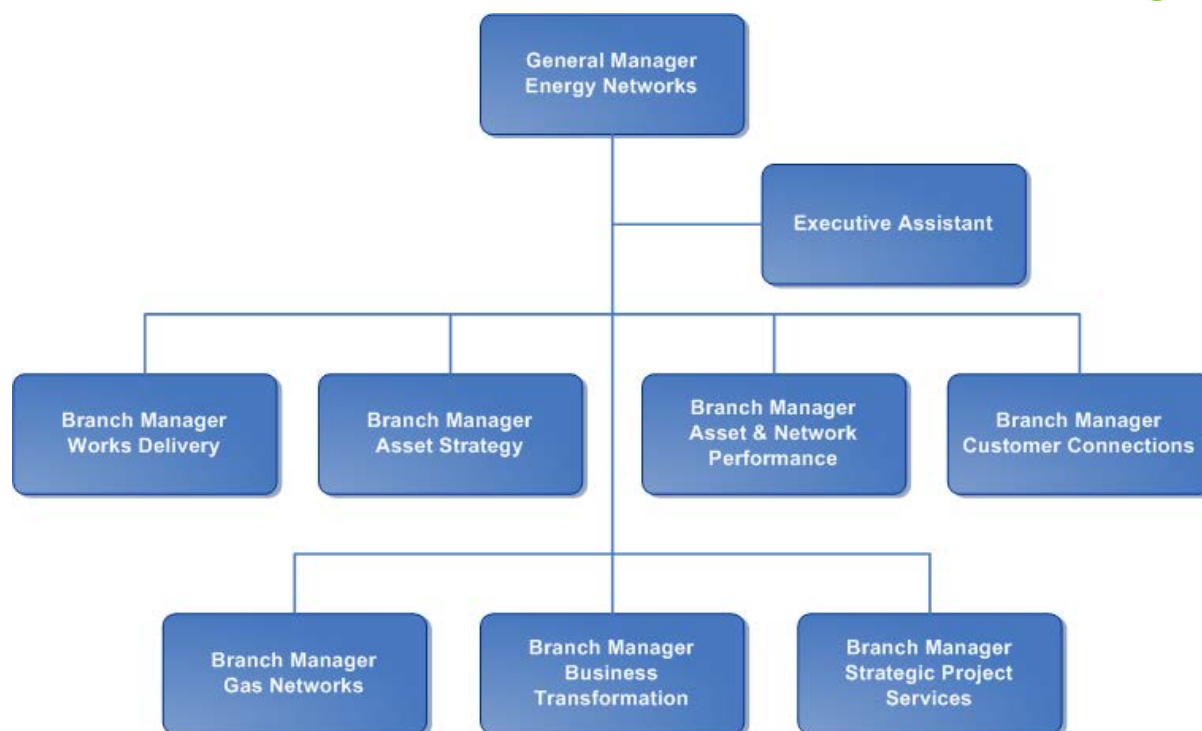 General Manager
Energy Networks
Executive Assistant
Branch Manager
Works Delivery
Branch Manager
Asset Strategy
Branch Manager
Asset & Network
Performance
Branch Manager
Customer Connections
Branch Manager
Gas Networks
Branch Manager
Business
Transformation
Branch Manager
Strategic Project
Services